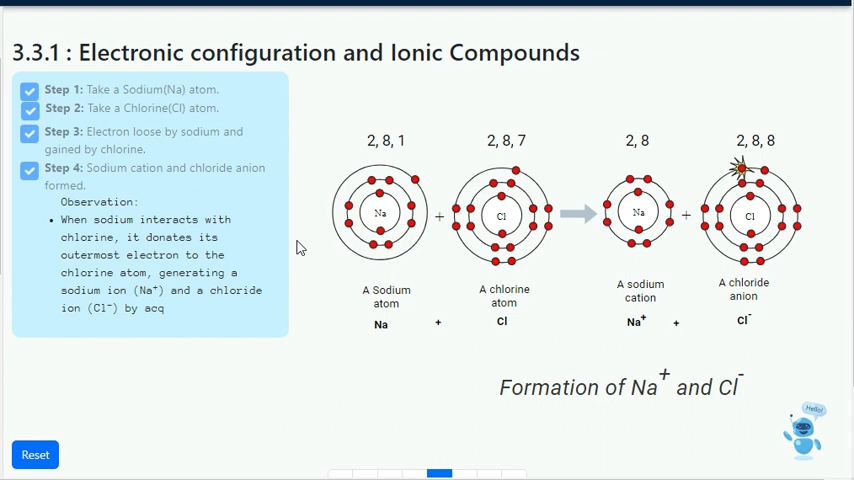 3.3.1 : Electronic configuration and Ionic Compounds
Step 1: Take a Sodium(Na) atom.
Step 2: Take a Chlorine(Cl) atom.
Step 3: Electron loose by sodium and
gained by chlorine.
Step 4: Sodium cation and chloride anion
formed.
Observation:
• When sodium interacts with
chlorine, it donates its
outermost electron to the
chlorine atom, generating a
sodium ion (Na⁺) and a chloride
ion (Cl⁻) by acq
2, 8, 1
2, 8, 7
2, 8
2, 8, 8
Na + Cl Na + Cl
A Sodium
atom
A chlorine
atom
A sodium
cation
A chloride
anion
Na + Cl Na⁺ + Cl⁻
Formation of Na⁺ and Cl⁻
Hello!
Reset